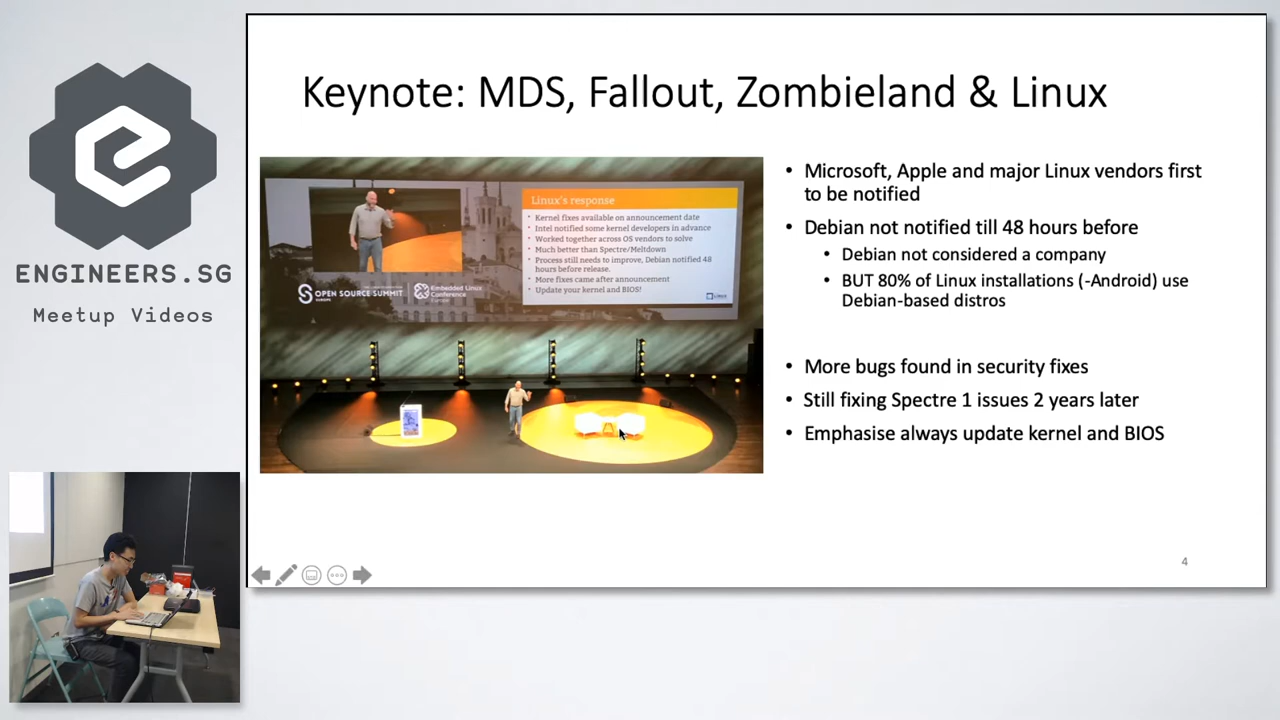 ENGINEERS.SG
Meetup Videos
Keynote: MDS, Fallout, Zombieland & Linux
Linux's response
• Kernel fixes available on announcement date
• Intel notified some kernel developers in advance
• Worked together across OS vendors to solve
• Much better than Spectre/Meltdown
• Process still needs to improve, Debian notified 48
hours before release.
• More fixes came after announcement
• Update your kernel and BIOS!
OPEN SOURCE SUMMIT
EUROPE
Embedded Linux
Conference
Europe
• Microsoft, Apple and major Linux vendors first
to be notified
• Debian not notified till 48 hours before
• Debian not considered a company
• BUT 80% of Linux installations (-Android) use
Debian-based distros
• More bugs found in security fixes
• Still fixing Spectre 1 issues 2 years later
• Emphasise always update kernel and BIOS
4